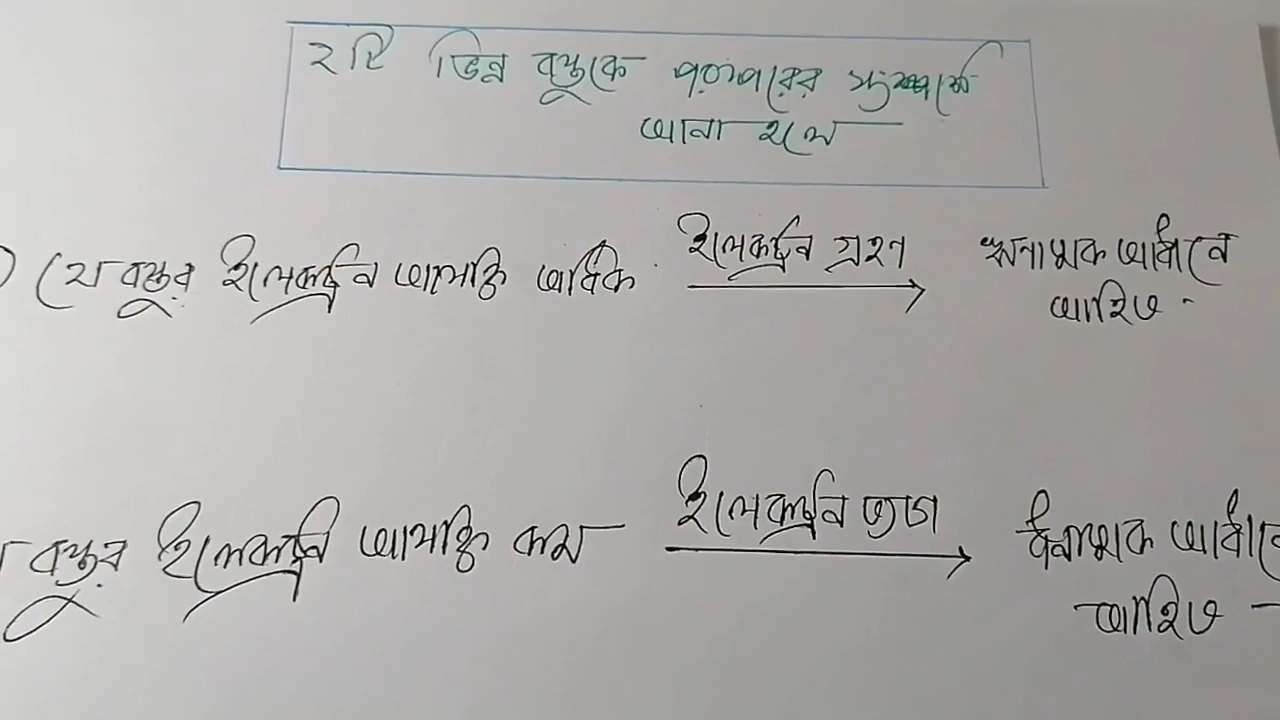 ২টি ভিন্ন বস্তুকে পরস্পরের সংস্পর্শে
আনা হলে
যে বস্তুর ইলেকট্রন আসক্তি অধিক ইলেকট্রন গ্রহণ ঋনাত্মক আধানে
আহিত
বস্তুর ইলেকট্রন আসক্তি কম ইলেকট্রন ত্যাগ ধনাত্মক আধানে
আহিত